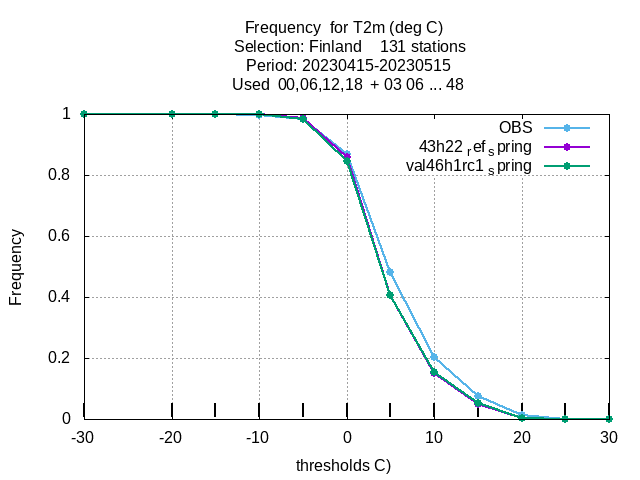 Frequency  for T2m (deg C)
Selection: Finland    131 stations
Period: 20230415-20230515
Used  00,06,12,18  + 03 06 ... 48
OBS
43h22 ref spring
val46h1rc1 spring
1
0.8
0.6
0.4
0.2
0
Frequency
-30
-20
-10
0
10
20
30
thresholds C)